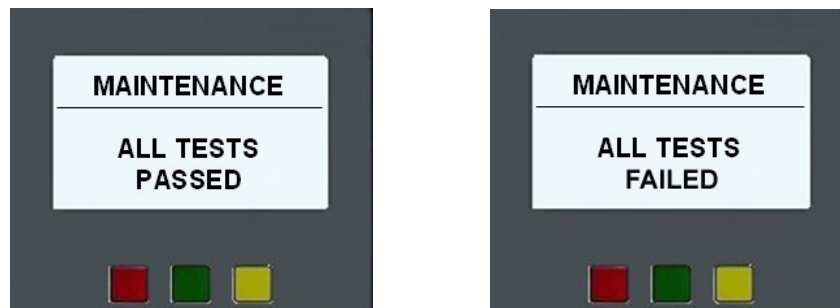 MAINTENANCE
ALL TESTS
PASSED
MAINTENANCE
ALL TESTS
FAILED